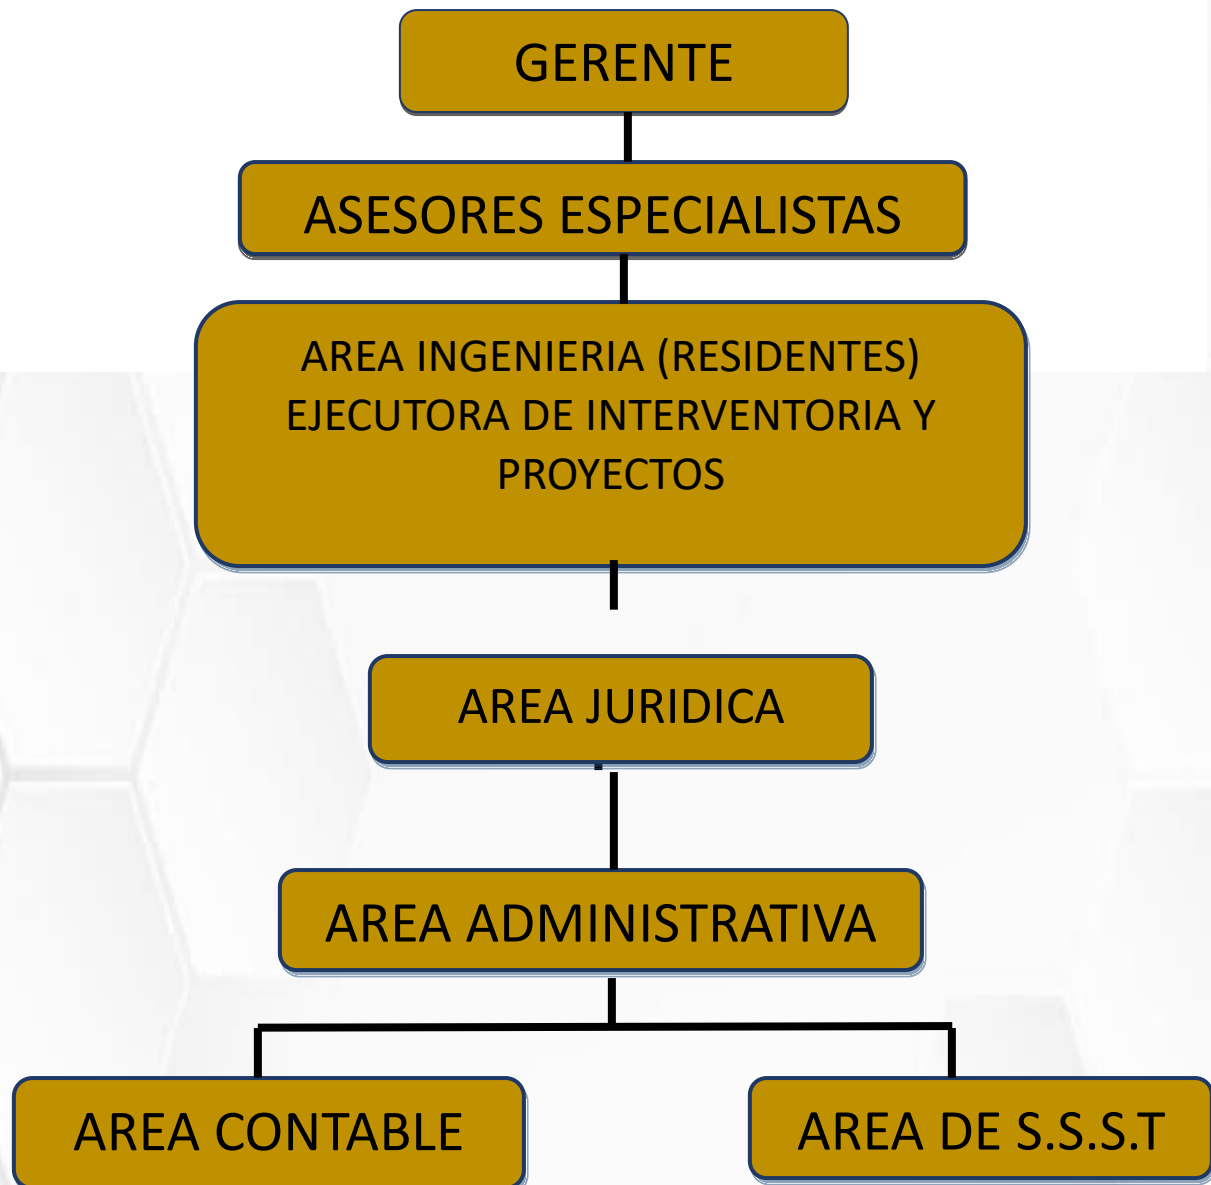 GERENTE
ASESORES ESPECIALISTAS
AREA INGENIERIA (RESIDENTES)
EJECUTORA DE INTERVENTORIA Y
PROYECTOS
AREA JURIDICA
AREA ADMINISTRATIVA
AREA CONTABLE
AREA DE S.S.S.T